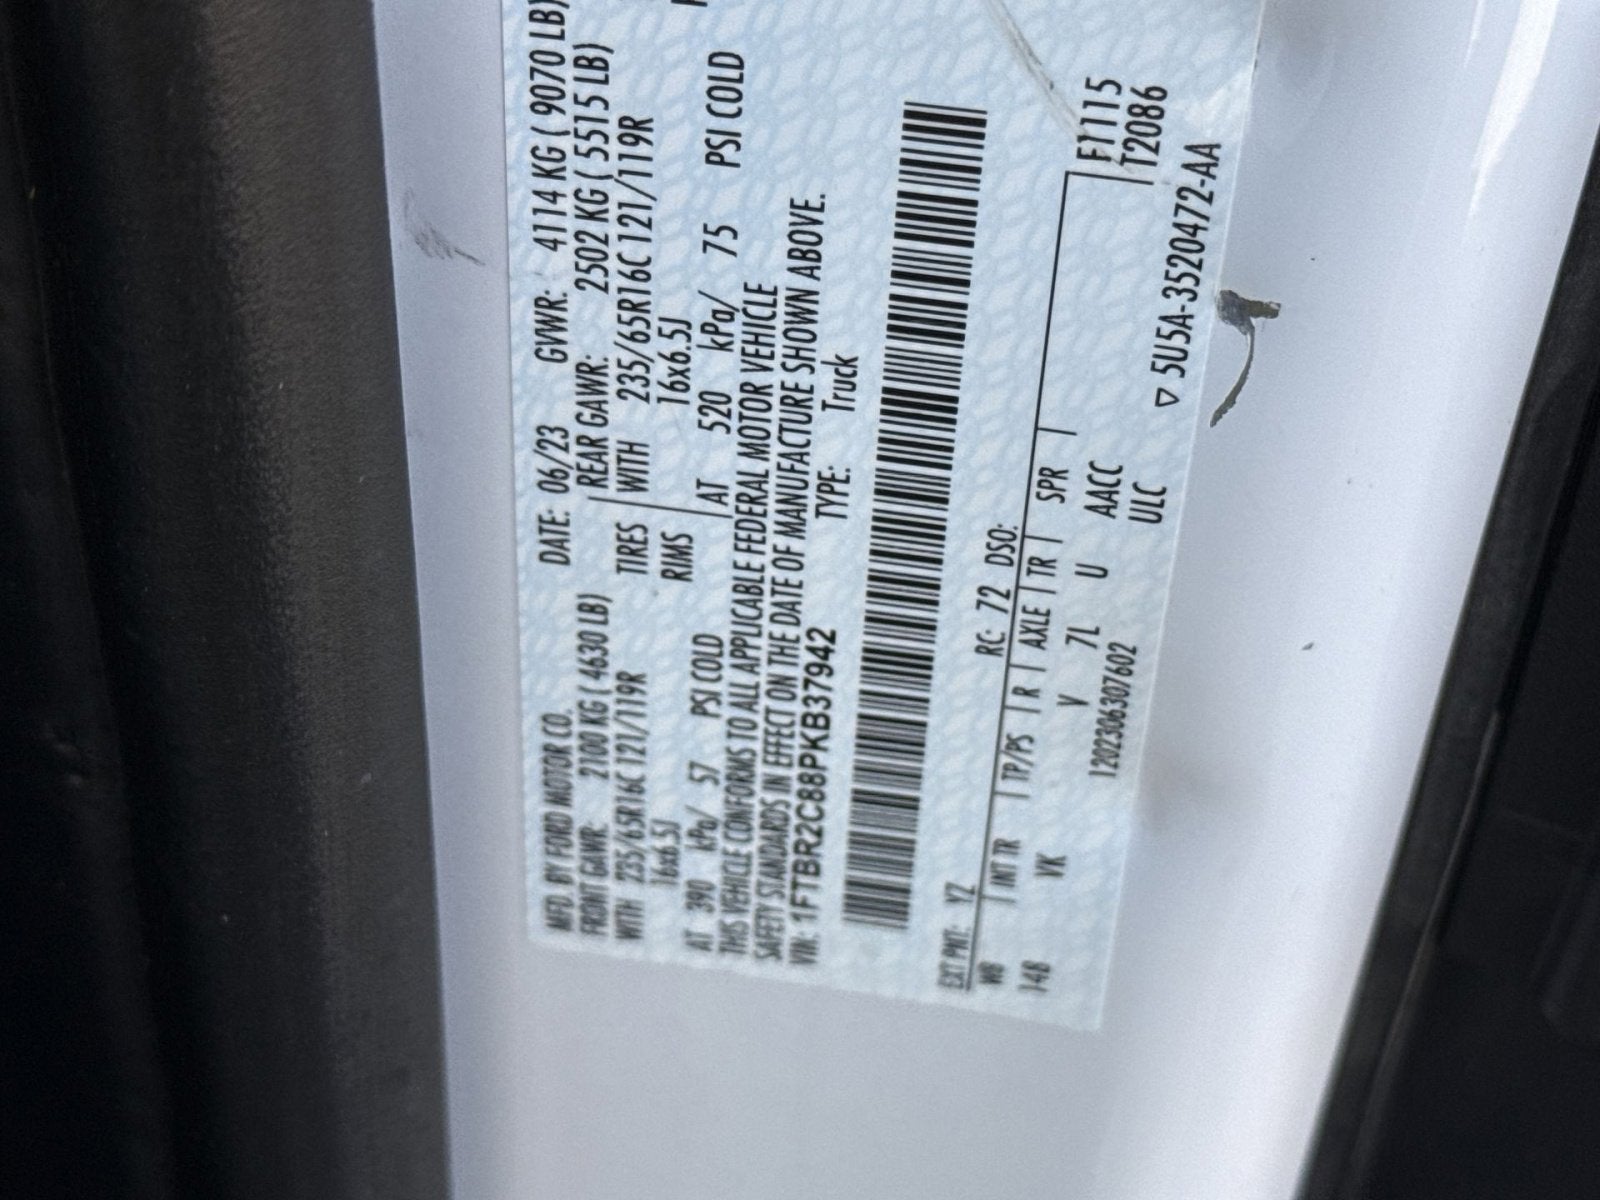 MFD. BY FORD MOTOR CO. DATE: 06/23 GVWR: 4114 KG ( 9070 LB)
FRONT GAWR: 2100 KG ( 4630 LB) REAR GAWR: 2502 KG ( 5515 LB)
WITH 235/65R16C 121/119R TIRES WITH 235/65R16C 121/119R
16x6.5J RIMS 16x6.5J
AT 390 kPa/ 57 PSI COLD AT 520 kPa/ 75 PSI COLD
THIS VEHICLE CONFORMS TO ALL APPLICABLE FEDERAL MOTOR VEHICLE
SAFETY STANDARDS IN EFFECT ON THE DATE OF MANUFACTURE SHOWN ABOVE.
VIN: 1FTBR2C88PKB37942 TYPE: Truck
EXT PNT: YZ RC: 72 DSO:
WB INT TR TP/PS R AXLE TR SPR F1115
148 VK V 7L U AACC T2086
1202306307602 ULC
▽ 5U5A-3520472-AA